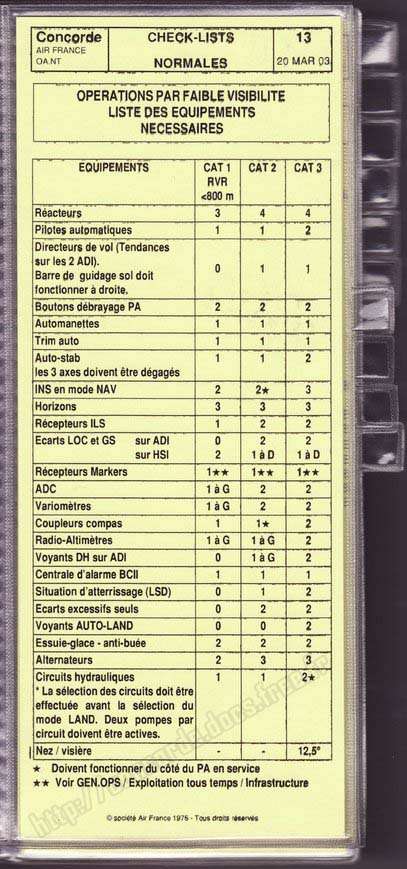 Concorde CHECK-LISTS 13
AIR FRANCE
OA.NT NORMALES 20 MAR 03
OPERATIONS PAR FAIBLE VISIBILITE
LISTE DES EQUIPEMENTS
NECESSAIRES
EQUIPEMENTS CAT 1 CAT 2 CAT 3
RVR
<800 m
Réacteurs 3 4 4
Pilotes automatiques 1 1 2
Directeurs de vol (Tendances
sur les 2 ADI). 0 1 1
Barre de guidage sol doit
fonctionner à droite.
Boutons débrayage PA 2 2 2
Automanettes 1 1 1
Trim auto 1 1 1
Auto-stab 1 1 2
les 3 axes doivent être dégagés
INS en mode NAV 2 2★ 3
Horizons 3 3 3
Récepteurs ILS 1 2 2
Ecarts LOC et GS sur ADI 0 2 2
sur HSI 2 1 à D 1 à D
Récepteurs Markers 1★★ 1★★ 1★★
ADC 1 à G 2 2
Variomètres 1 à G 2 2
Coupleurs compas 1 1★ 2
Radio-Altimètres 1 à G 1 à G 2
Voyants DH sur ADI 0 1 à G 2
Centrale d'alarme BCII 1 1 1
Situation d'atterrissage (LSD) 0 1 2
Ecarts excessifs seuls 0 2 2
Voyants AUTO-LAND 0 0 2
Essuie-glace - anti-buée 2 2 2
Alternateurs 2 3 3
Circuits hydrauliques 1 1 2★
* La sélection des circuits doit être
effectuée avant la sélection du
mode LAND. Deux pompes par
circuit doivent être actives.
Nez / visière - - 12,5°
★ Doivent fonctionner du côté du PA en service
★★ Voir GEN.OPS / Exploitation tous temps / Infrastructure
© société Air France 1976 - Tous droits réservés